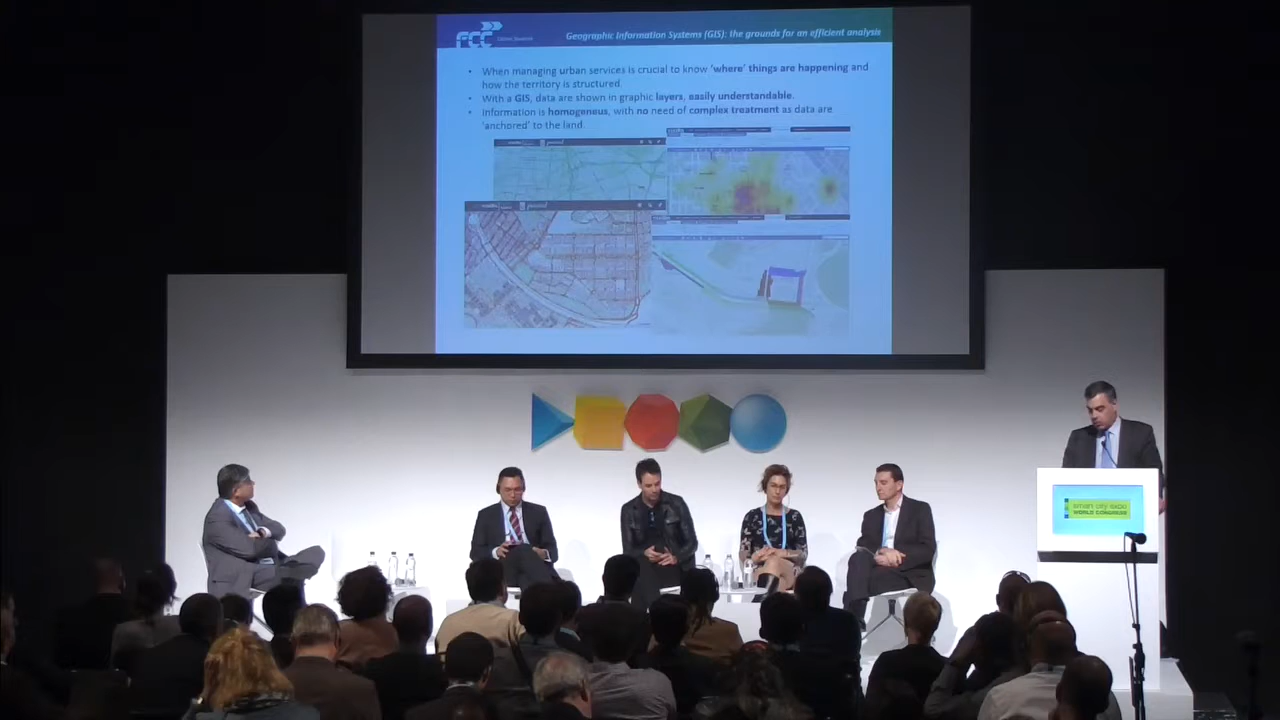 FCC
Geographic Information Systems (GIS): the grounds for an efficient analysis
• When managing urban services is crucial to know 'where' things are happening and
how the territory is structured.
• With a GIS, data are shown in graphic layers, easily understandable.
• Information is homogeneus, with no need of complex treatment as data are
'anchored' to the land.
smart city expo
WORLD CONGRESS